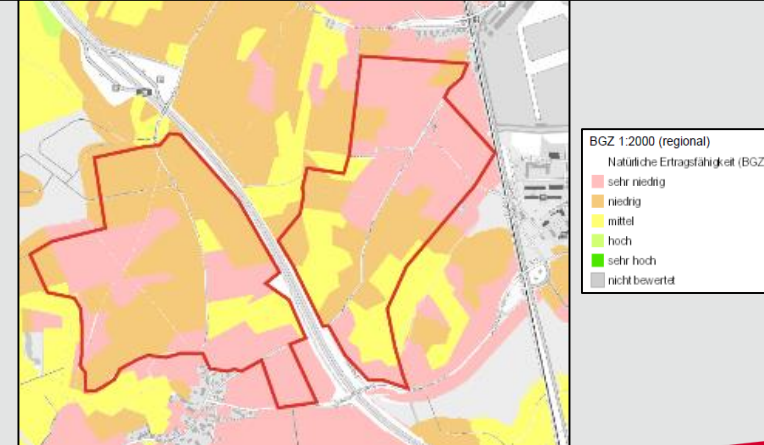 BGZ 1:2000 (regional)
Natürliche Ertragsfähigkeit (BGZ
sehr niedrig
niedrig
mittel
hoch
sehr hoch
nicht bewertet